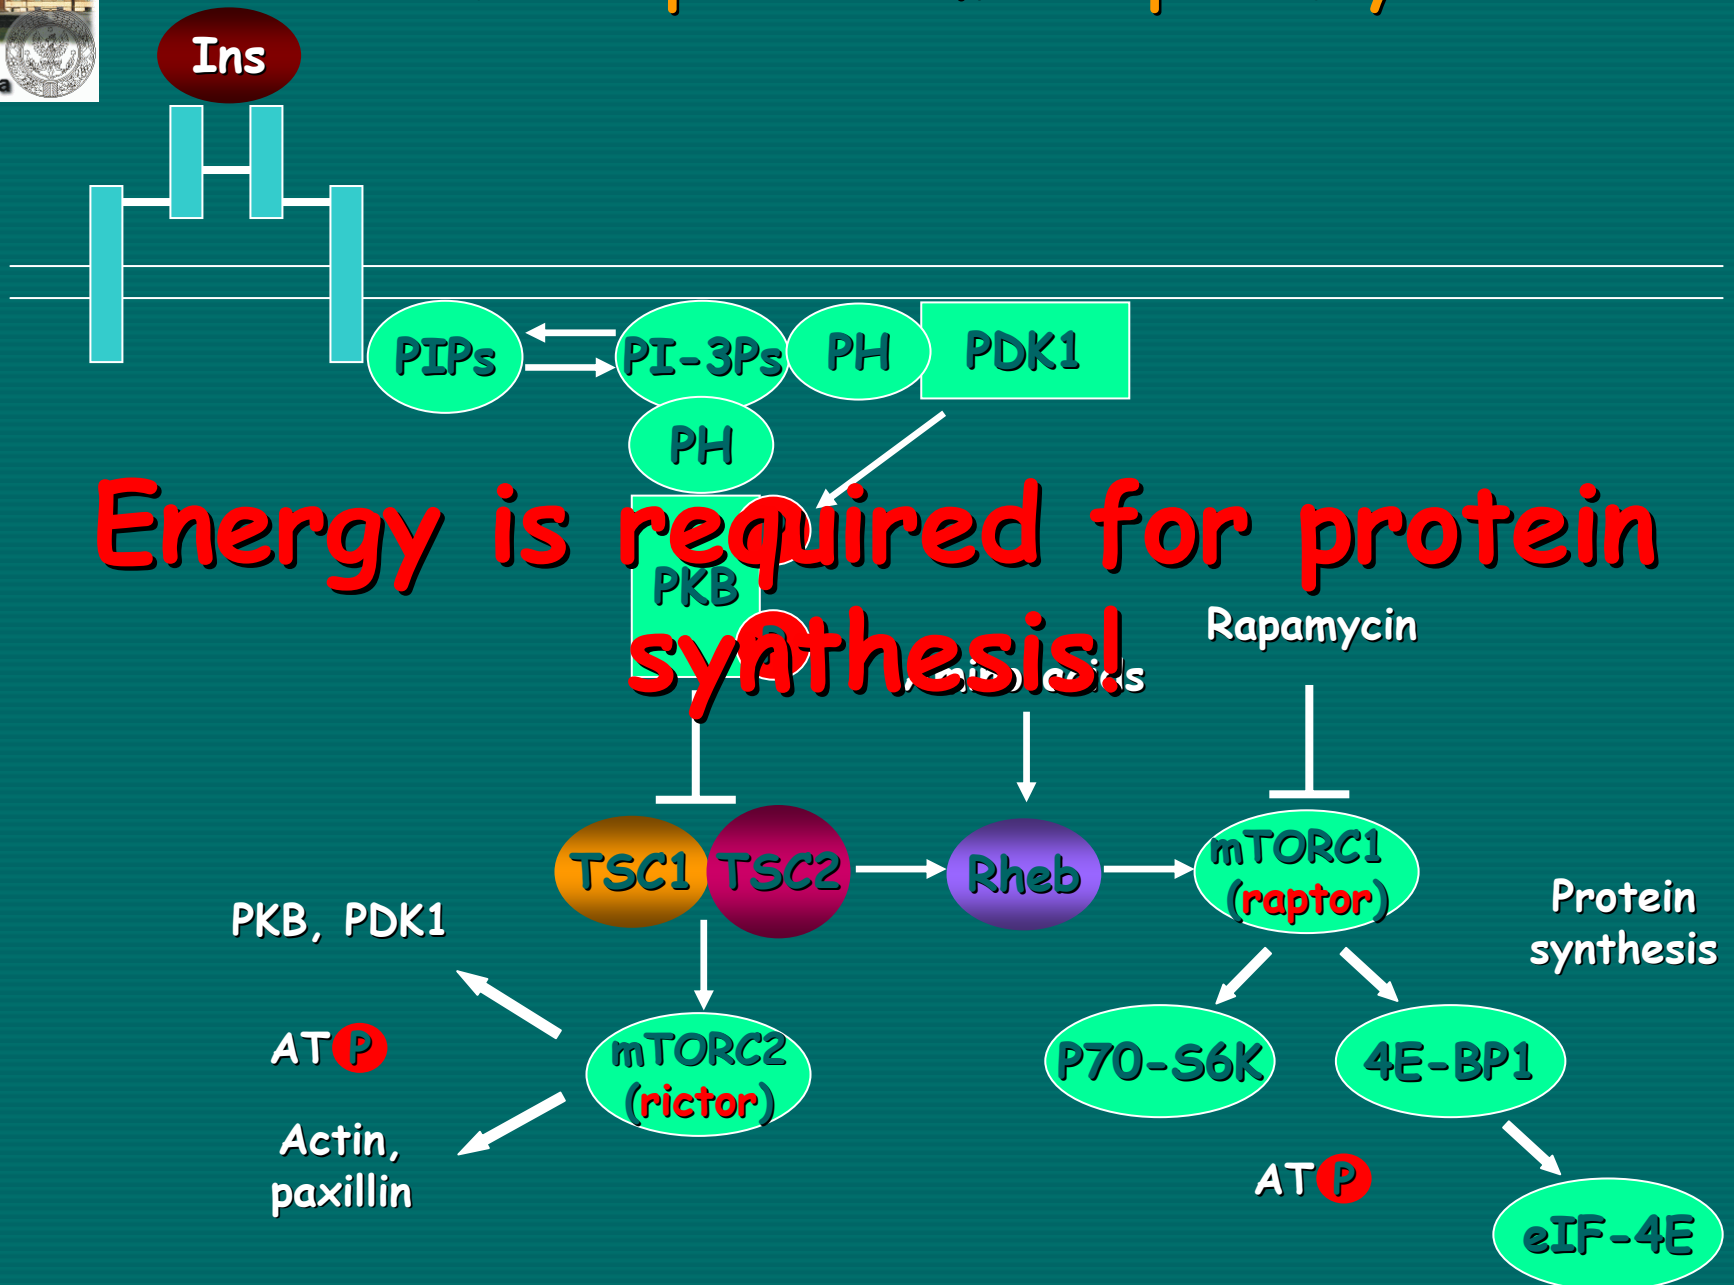 Ins
PIPs
PI-3Ps
PH
PDK1
PH
Energy is required for protein
synthesis!
PKB
Rapamycin
TSC1
TSC2
Rheb
mTORC1
(raptor)
PKB, PDK1
Protein
synthesis
ATP
mTORC2
(rictor)
P70-S6K
4E-BP1
Actin,
paxillin
ATP
eIF-4E